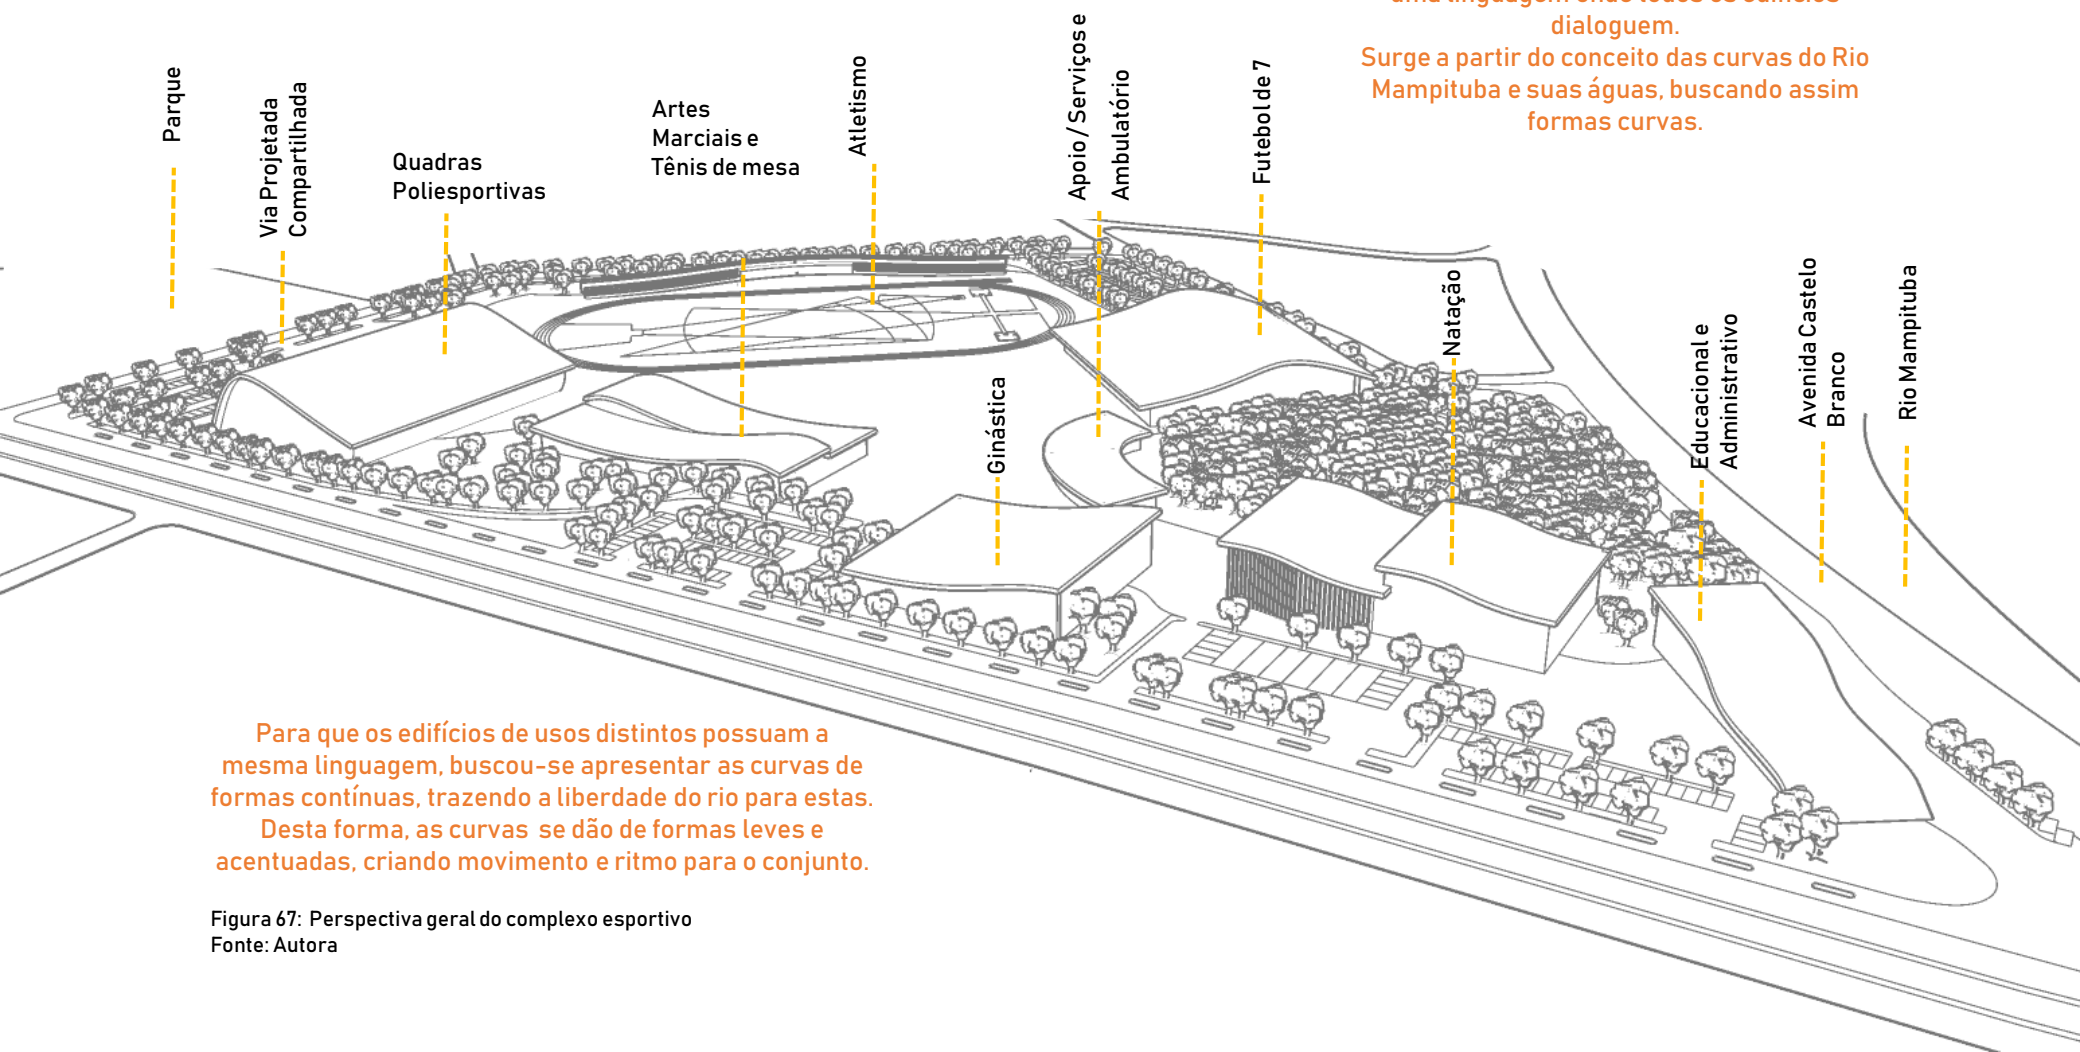 dialoguem.
Surge a partir do conceito das curvas do Rio
Mampituba e suas águas, buscando assim
formas curvas.
Parque
Via Projetada
Compartilhada
Quadras
Poliesportivas
Artes
Marciais e
Tênis de mesa
Atletismo
Apoio / Serviços e
Ambulatório
Futebol de 7
Ginástica
Natação
Educacional e
Administrativo
Avenida Castelo
Branco
Rio Mampituba
Para que os edifícios de usos distintos possuam a
mesma linguagem, buscou-se apresentar as curvas de
formas contínuas, trazendo a liberdade do rio para estas.
Desta forma, as curvas se dão de formas leves e
acentuadas, criando movimento e ritmo para o conjunto.
Figura 67: Perspectiva geral do complexo esportivo
Fonte: Autora